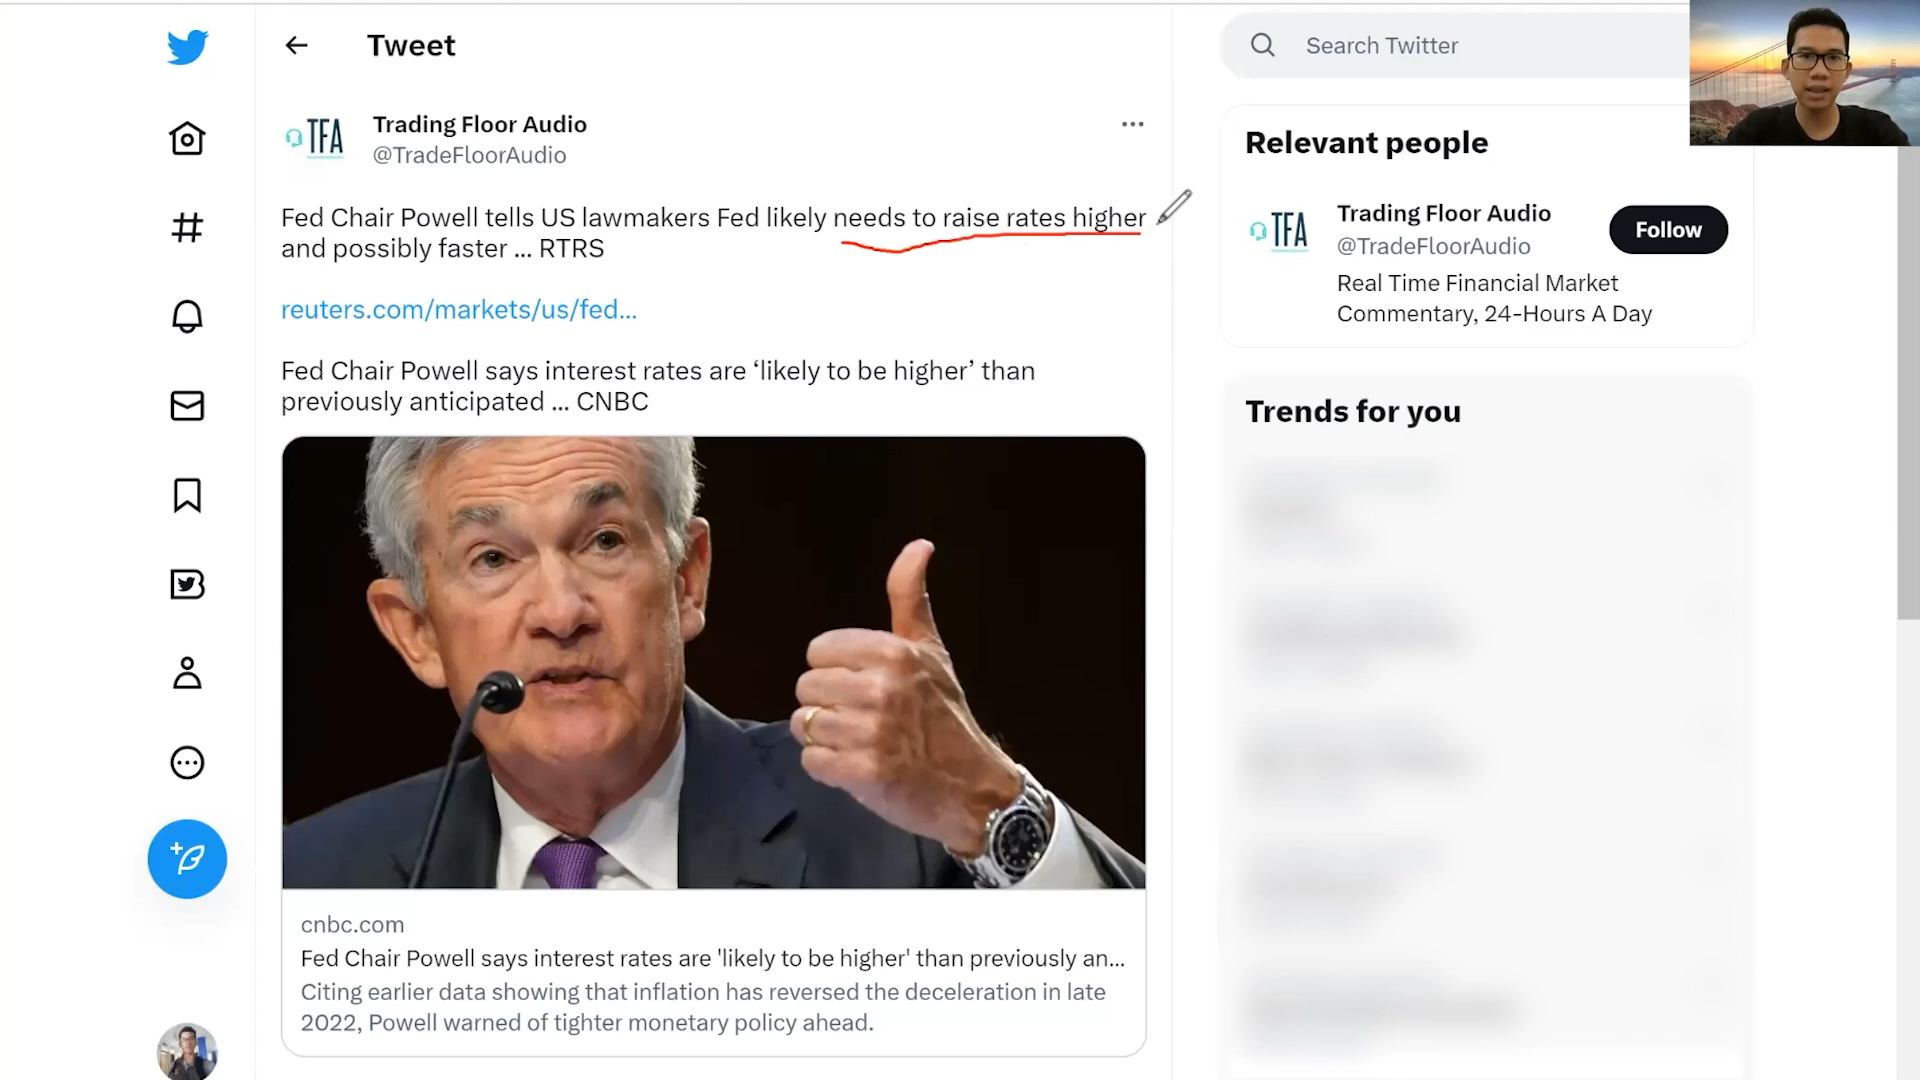 Tweet
Search Twitter
TFA
Trading Floor Audio
@TradeFloorAudio
Fed Chair Powell tells US lawmakers Fed likely needs to raise rates higher
and possibly faster ... RTRS
reuters.com/markets/us/fed...
Fed Chair Powell says interest rates are ‘likely to be higher’ than
previously anticipated ... CNBC
cnbc.com
Fed Chair Powell says interest rates are 'likely to be higher' than previously an...
Citing earlier data showing that inflation has reversed the deceleration in late
2022, Powell warned of tighter monetary policy ahead.
Relevant people
TFA
Trading Floor Audio
@TradeFloorAudio
Follow
Real Time Financial Market
Commentary, 24-Hours A Day
Trends for you